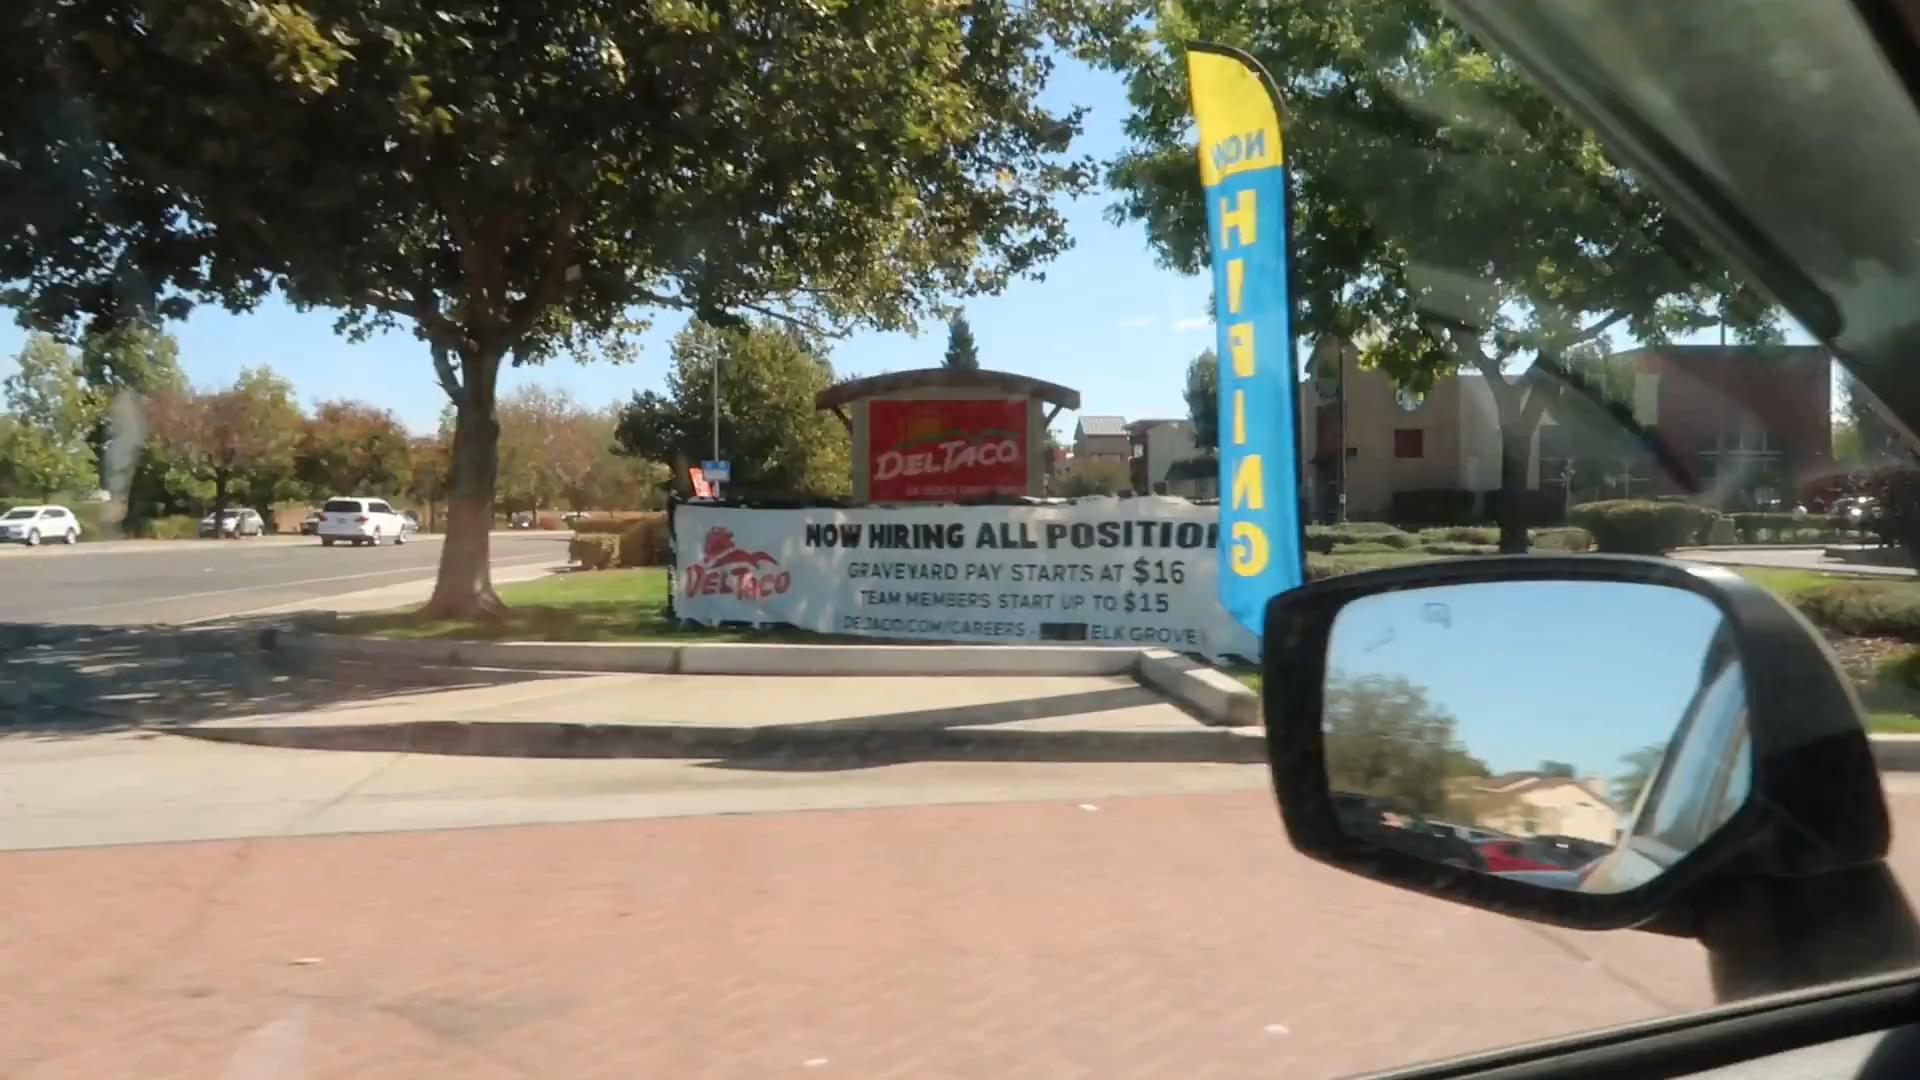 NOW
HIRING
DEL TACO
DEL TACO
NOW HIRING ALL POSITION
GRAVEYARD PAY STARTS AT $16
TEAM MEMBERS START UP TO $15
DELTACO.COM/CAREERS - ELK GROVE